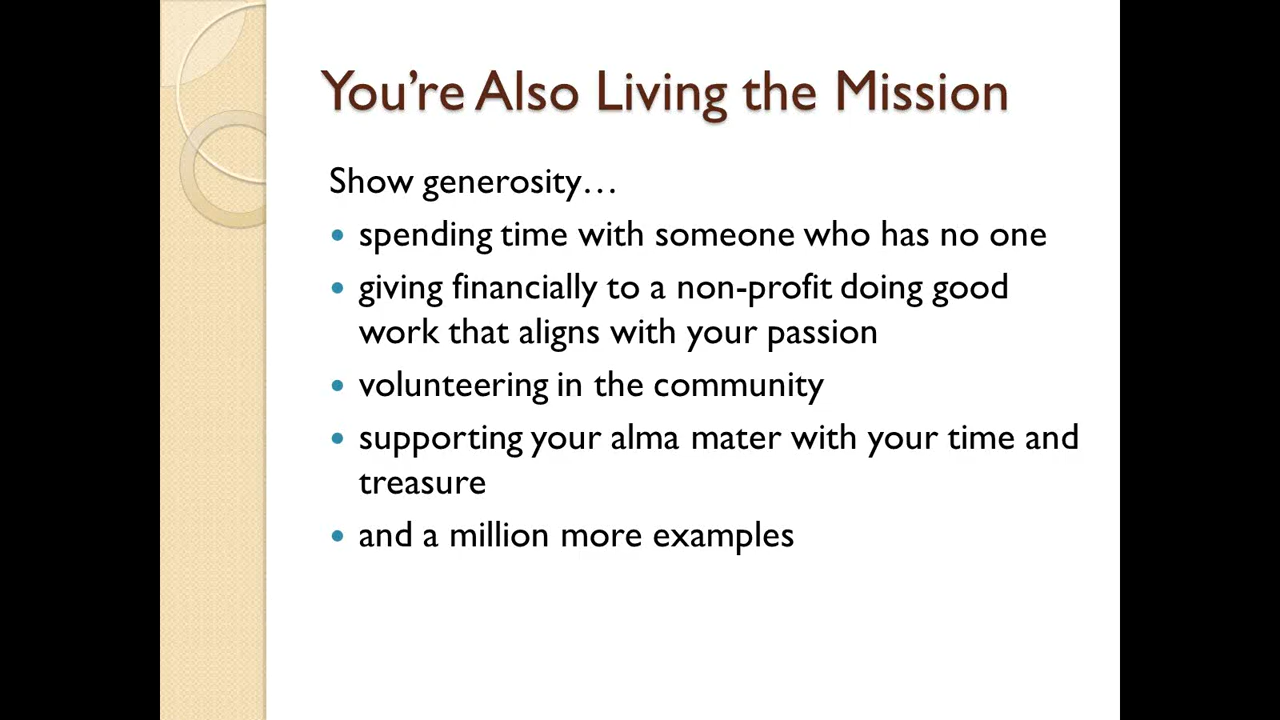 You’re Also Living the Mission
Show generosity…
• spending time with someone who has no one
• giving financially to a non-profit doing good
work that aligns with your passion
• volunteering in the community
• supporting your alma mater with your time and
treasure
• and a million more examples